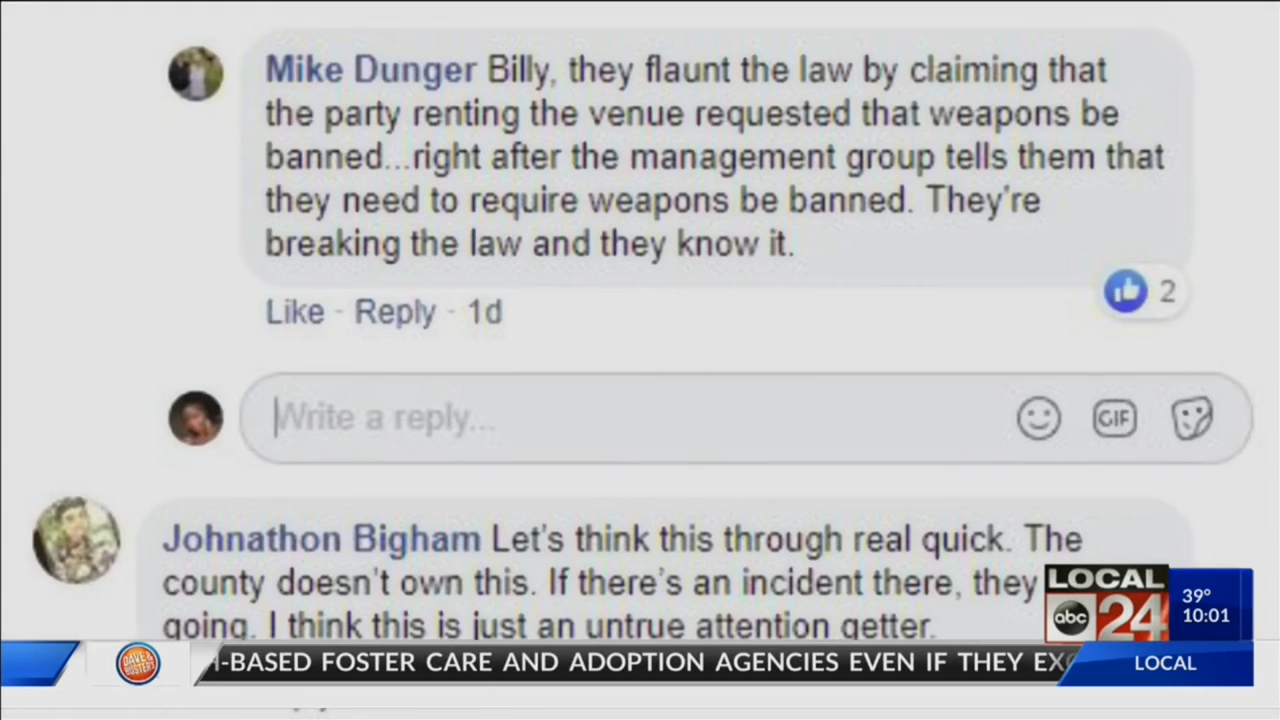 Mike Dunger Billy, they flaunt the law by claiming that
the party renting the venue requested that weapons be
banned...right after the management group tells them that
they need to require weapons be banned. They're
breaking the law and they know it.
2
Like · Reply · 1d
Write a reply...
GIF
Johnathon Bigham Let's think this through real quick. The
county doesn't own this. If there's an incident there, they
going. I think this is just an untrue attention getter.
LOCAL
abc 24
39°
10:01
DAVE & BUSTER'S
-BASED FOSTER CARE AND ADOPTION AGENCIES EVEN IF THEY
LOCAL